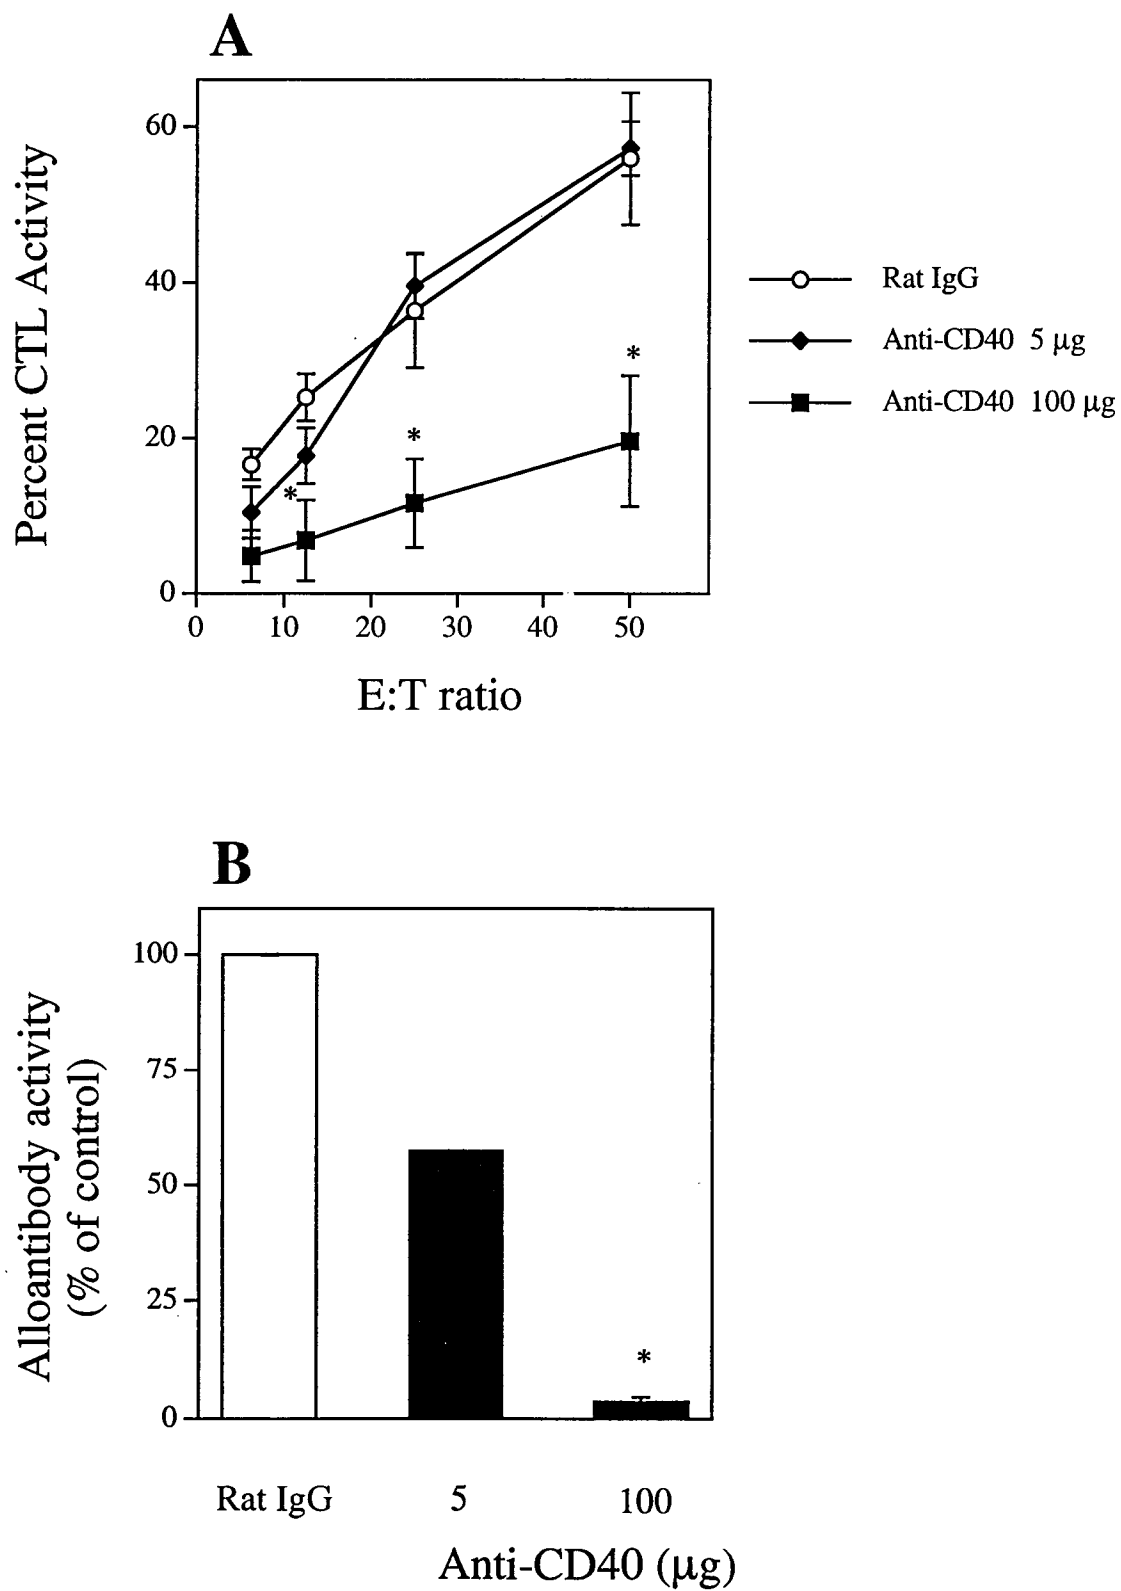 A
Percent CTL Activity
60
40
20
0
0 10 20 30 40 50
E:T ratio
Rat IgG
Anti-CD40 5 µg
Anti-CD40 100 µg
*
*
*
B
Alloantibody activity
(% of control)
100
75
50
25
0
*
Rat IgG 5 100
Anti-CD40 (µg)